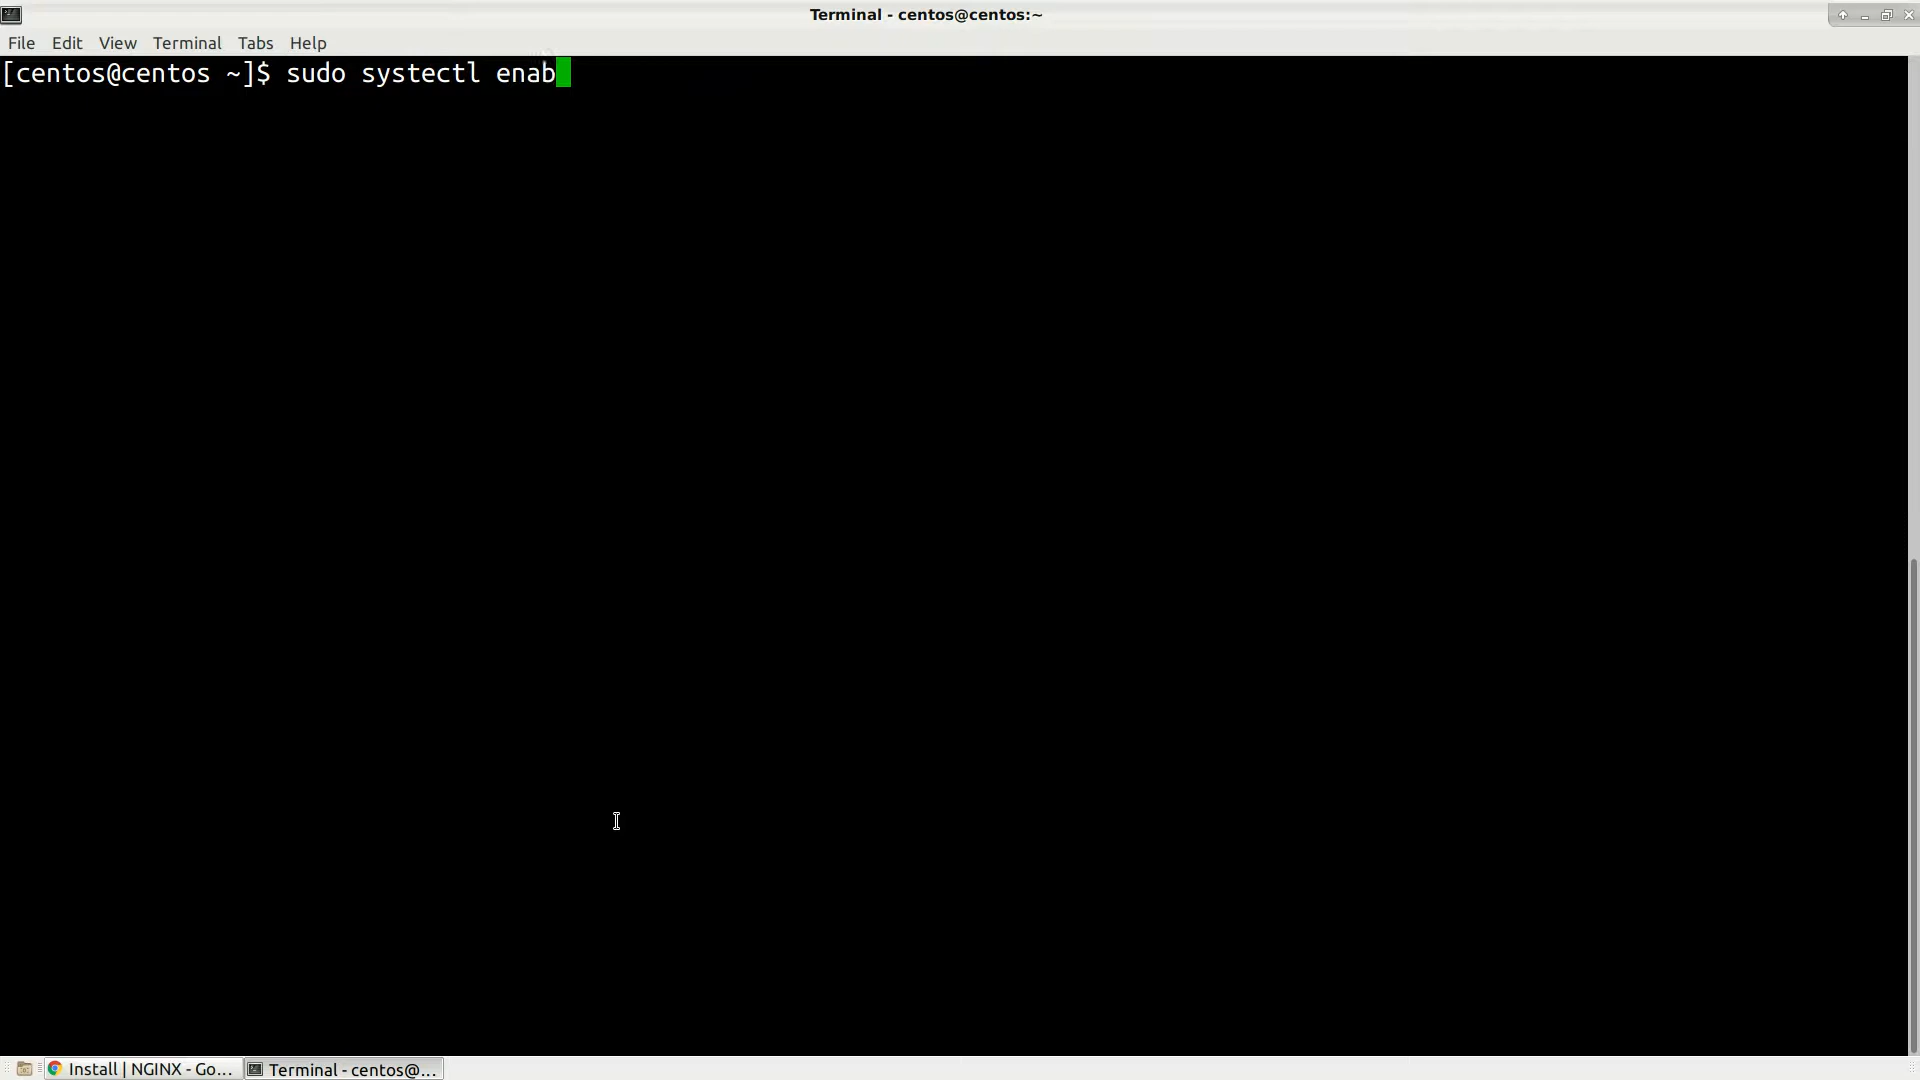 Terminal - centos@centos:~
File Edit View Terminal Tabs Help
[centos@centos ~]$ sudo systectl enab
Install | NGINX - Go... Terminal - centos@...